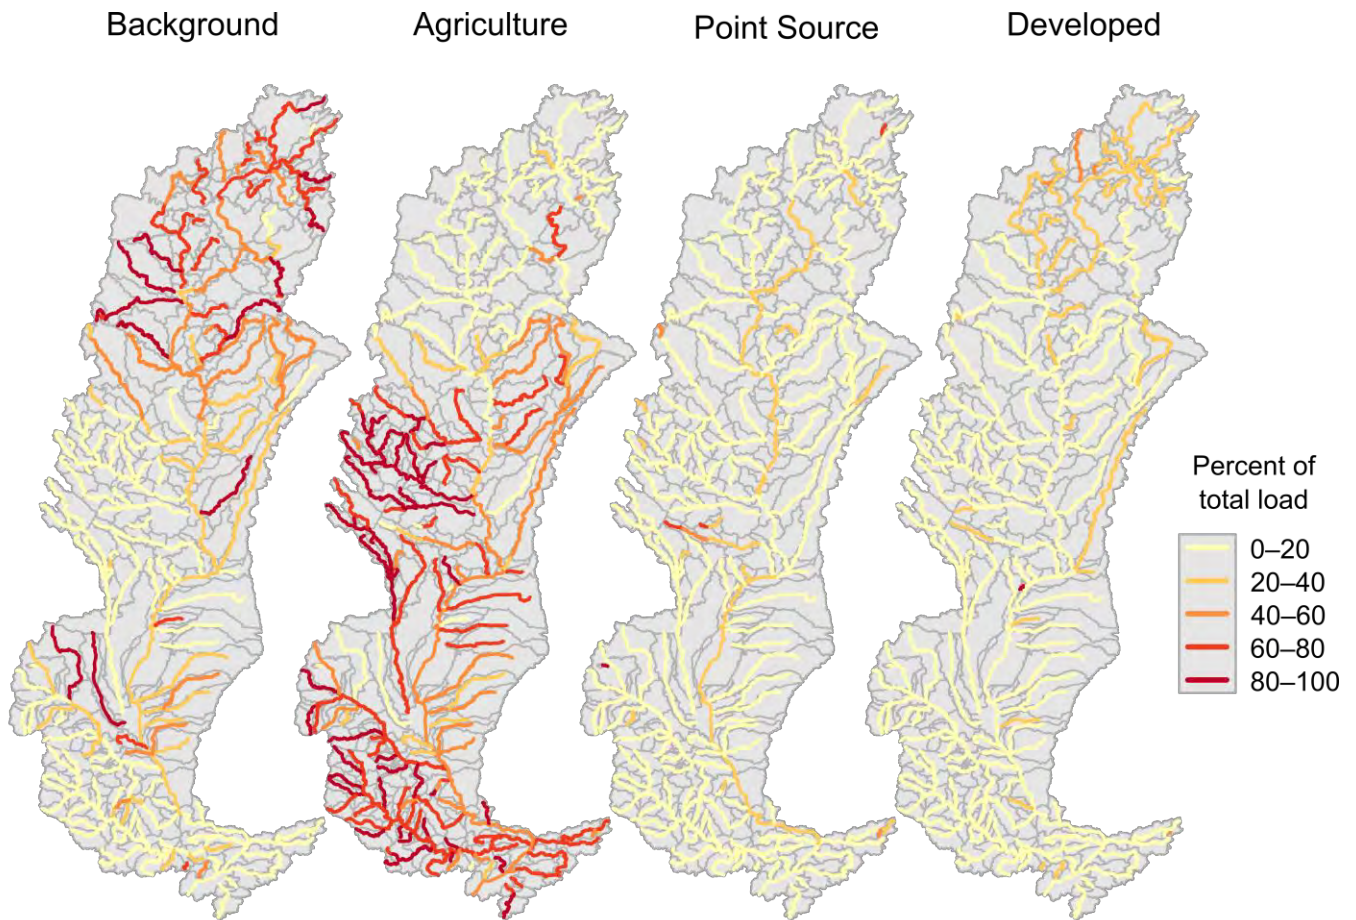 Background
Agriculture
Point Source
Developed
Percent of
total load
0–20
20–40
40–60
60–80
80–100